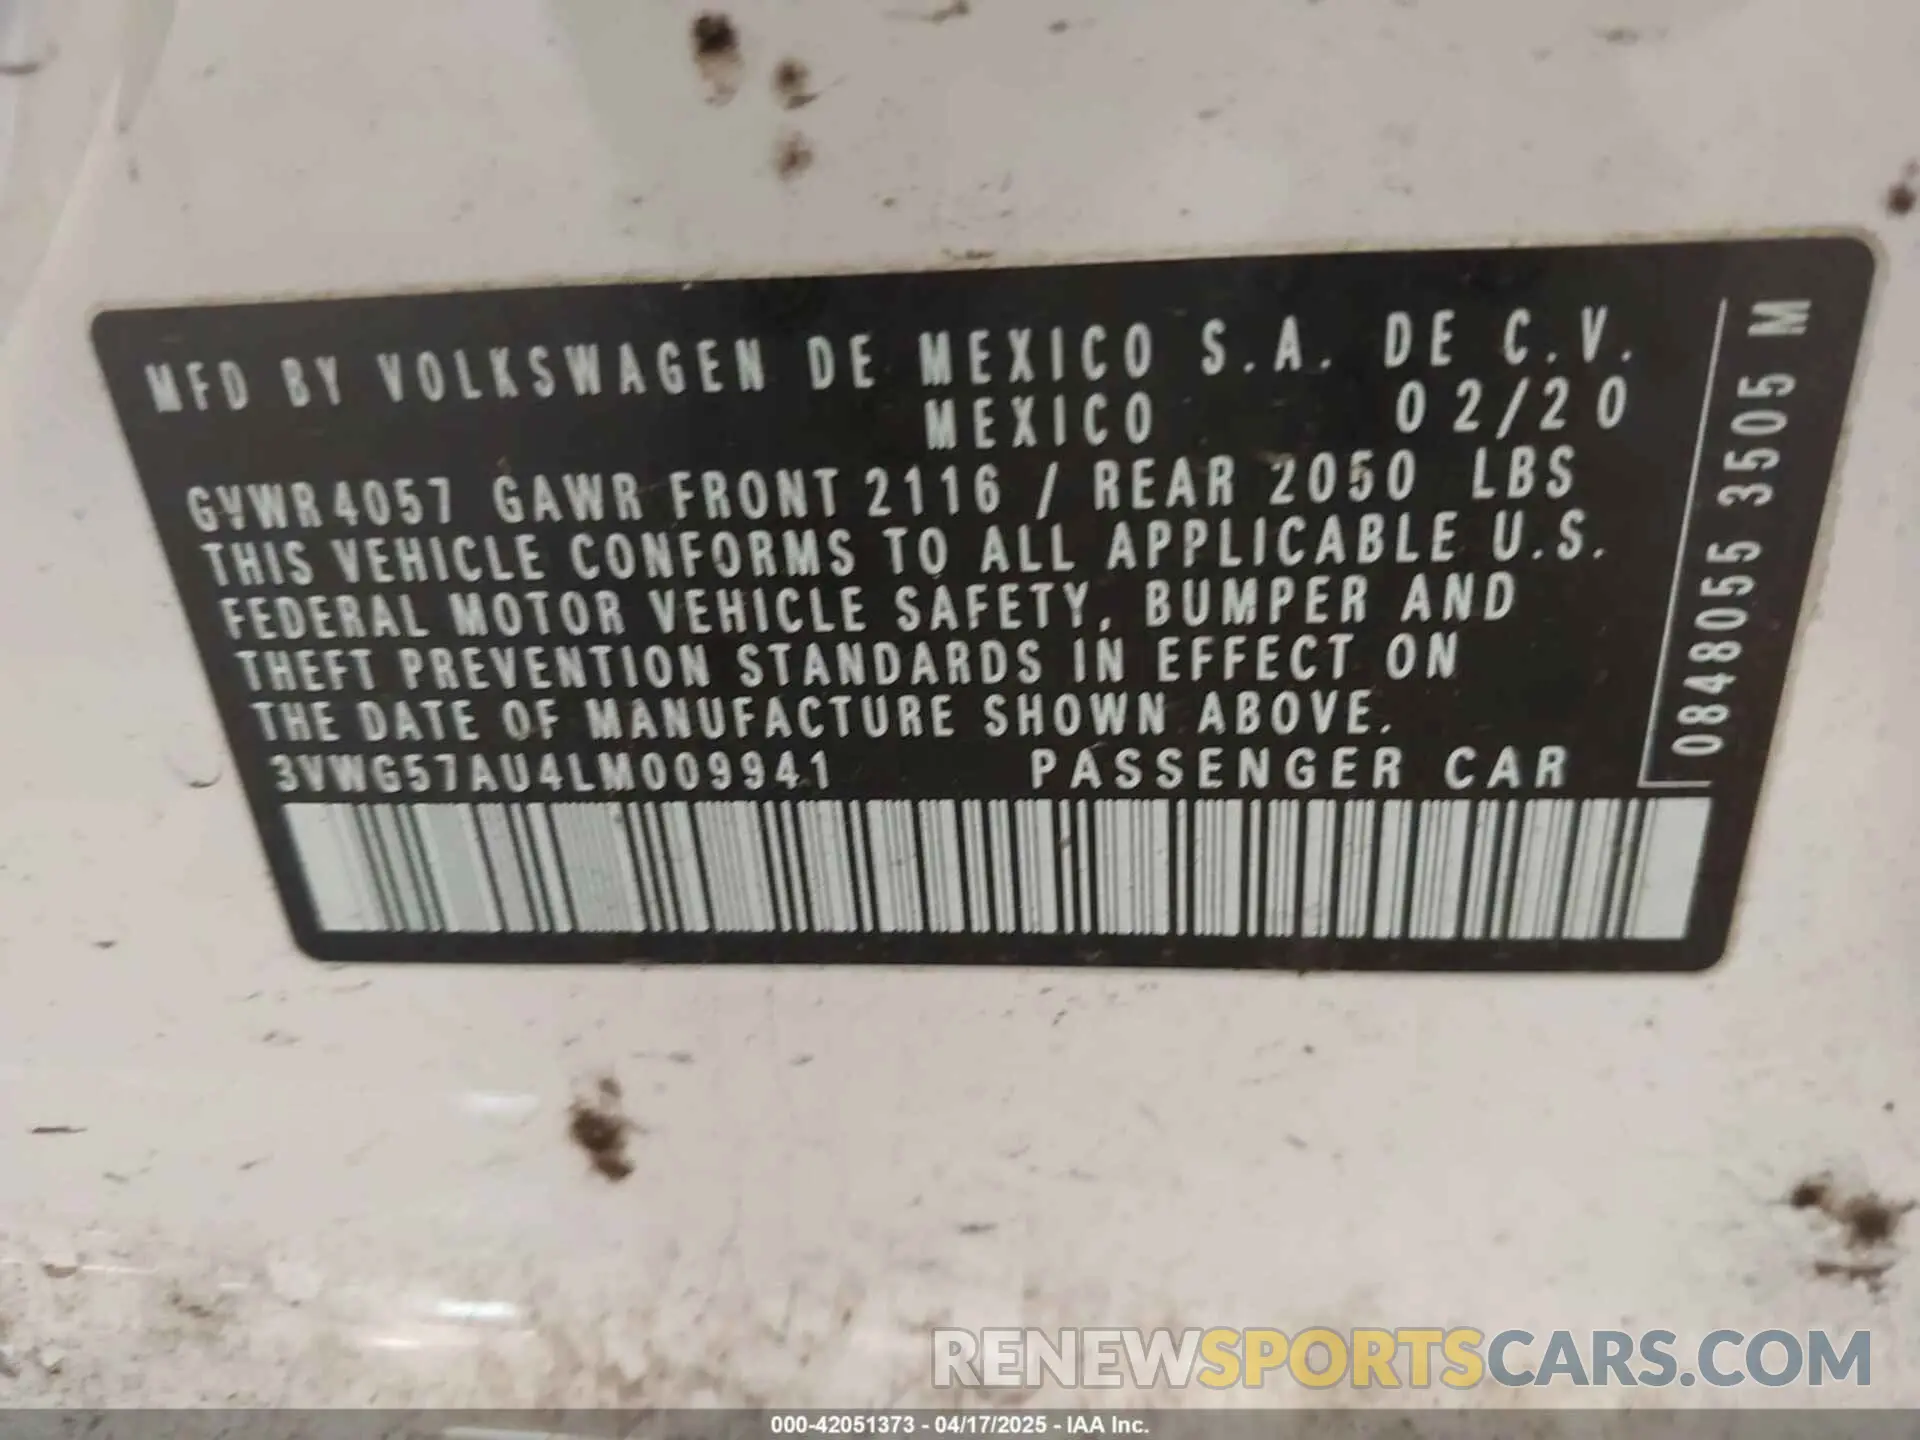 MFD BY VOLKSWAGEN DE MEXICO S.A. DE C.V.
MEXICO 02/20
GVWR 4057 GAWR FRONT 2116 / REAR 2050 LBS
THIS VEHICLE CONFORMS TO ALL APPLICABLE U.S.
FEDERAL MOTOR VEHICLE SAFETY, BUMPER AND
THEFT PREVENTION STANDARDS IN EFFECT ON
THE DATE OF MANUFACTURE SHOWN ABOVE.
3VWG57AU4LM009941 PASSENGER CAR
0848055 3505 M
RENEWSPORTSCARS.COM
000-42051373 - 04/17/2025 - IAA Inc.